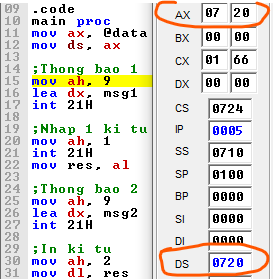 09 .code
10 main proc
11 mov ax, @data
12 mov ds, ax
13
14 ;Thong bao 1
15 mov ah, 9
16 lea dx, msg1
17 int 21H
18
19 ;Nhap 1 ki tu
20 mov ah, 1
21 int 21H
22 mov res, al
23
24 ;Thong bao 2
25 mov ah, 9
26 lea dx, msg2
27 int 21H
28
29 ;In ki tu
30 mov ah, 2
31 mov dl, res
AX 07 20
BX 00 00
CX 01 66
DX 00 00
CS 0724
IP 0005
SS 0710
SP 0100
BP 0000
SI 0000
DI 0000
DS 0720